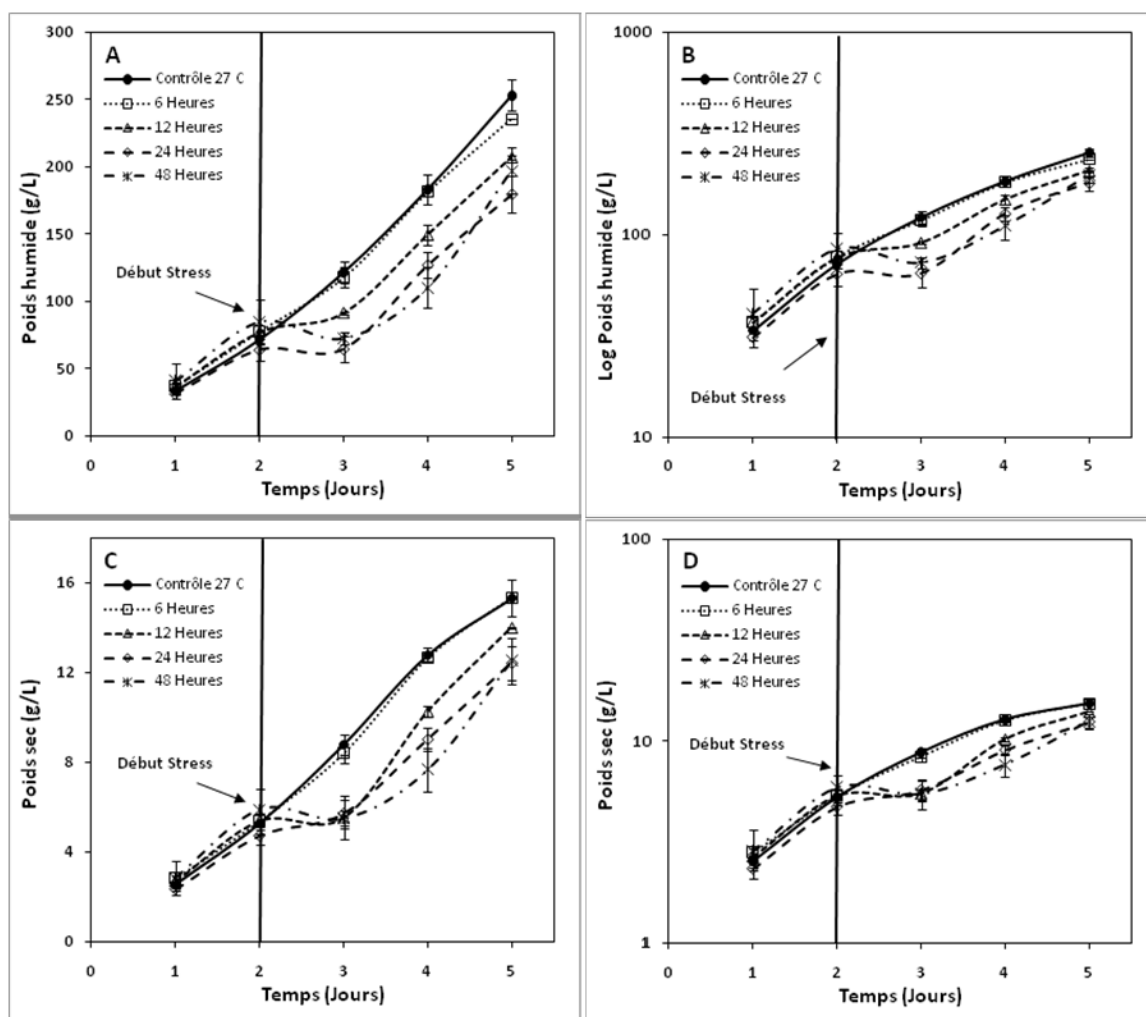 A
Contrôle 27 C
6 Heures
12 Heures
24 Heures
48 Heures
Début Stress
Poids humide (g/L)
300
250
200
150
100
50
0
0 1 2 3 4 5
Temps (Jours)
B
Contrôle 27 C
6 Heures
12 Heures
24 Heures
48 Heures
Début Stress
Log Poids humide (g/L)
1000
100
10
0 1 2 3 4 5
Temps (Jours)
C
Contrôle 27 C
6 Heures
12 Heures
24 Heures
48 Heures
Début Stress
Poids sec (g/L)
16
12
8
4
0
0 1 2 3 4 5
Temps (Jours)
D
Contrôle 27 C
6 Heures
12 Heures
24 Heures
48 Heures
Début Stress
Poids sec (g/L)
100
10
1
0 1 2 3 4 5
Temps (Jours)